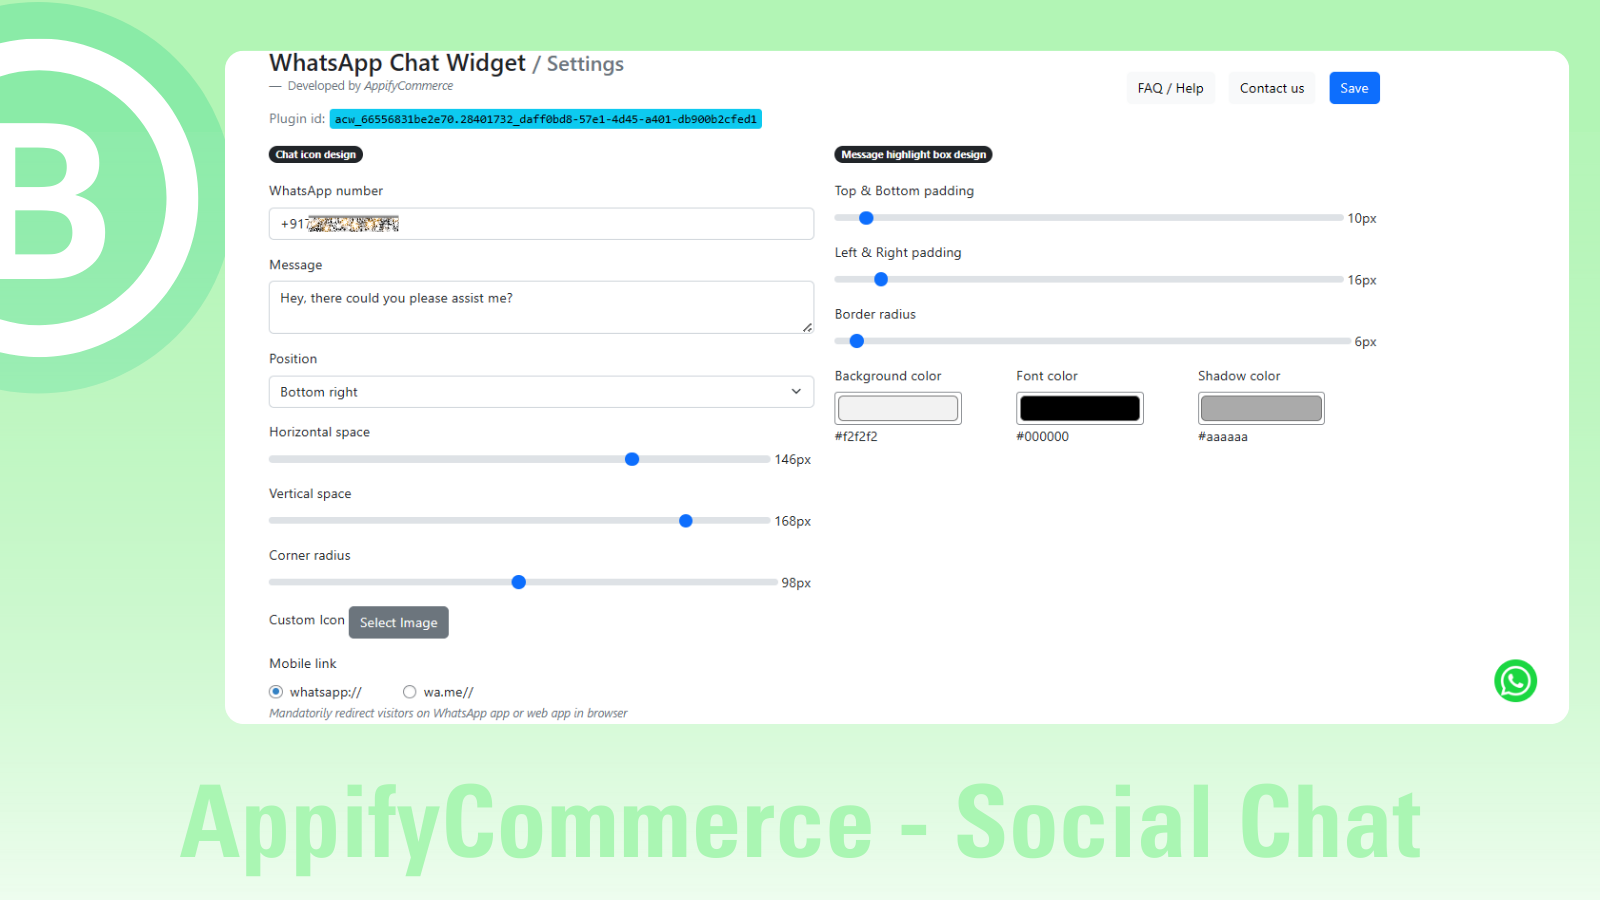 B
WhatsApp Chat Widget / Settings
— Developed by AppifyCommerce
FAQ / Help
Contact us
Save
Plugin id: acw_66556831be2e70.28401732_daff0bd8-57e1-4d45-a401-db900b2cfed1
Chat icon design
WhatsApp number
+917
Message
Hey, there could you please assist me?
Position
Bottom right
Horizontal space
146px
Vertical space
168px
Corner radius
98px
Custom Icon Select Image
Mobile link
whatsapp:// wa.me//
Mandatorily redirect visitors on WhatsApp app or web app in browser
Message highlight box design
Top & Bottom padding
10px
Left & Right padding
16px
Border radius
6px
Background color Font color Shadow color
#f2f2f2 #000000 #aaaaaa
AppifyCommerce - Social Chat